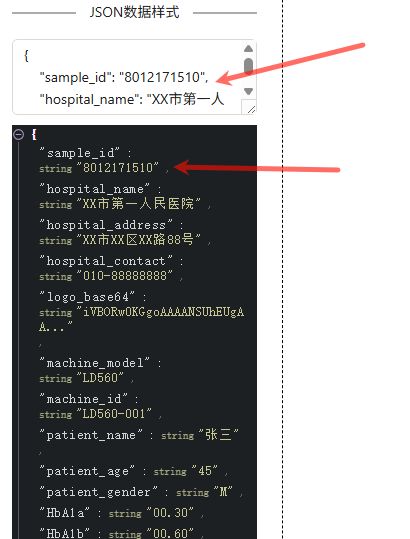 JSON数据样式
{
"sample_id": "8012171510",
"hospital_name": "XX市第一人
{
"sample_id" :
string "8012171510" ,
"hospital_name" :
string "XX市第一人民医院" ,
"hospital_address" :
string "XX市XX区XX路88号" ,
"hospital_contact" :
string "010-88888888" ,
"logo_base64" :
string "iVBORw0KGgoAAAANSUhEUgA
A..."
,
"machine_model" :
string "LD560" ,
"machine_id" :
string "LD560-001" ,
"patient_name" : string "张三"
,
"patient_age" : string "45" ,
"patient_gender" : string "M" ,
"HbA1a" : string "00.30" ,
"HbA1b" : string "00.60" ,